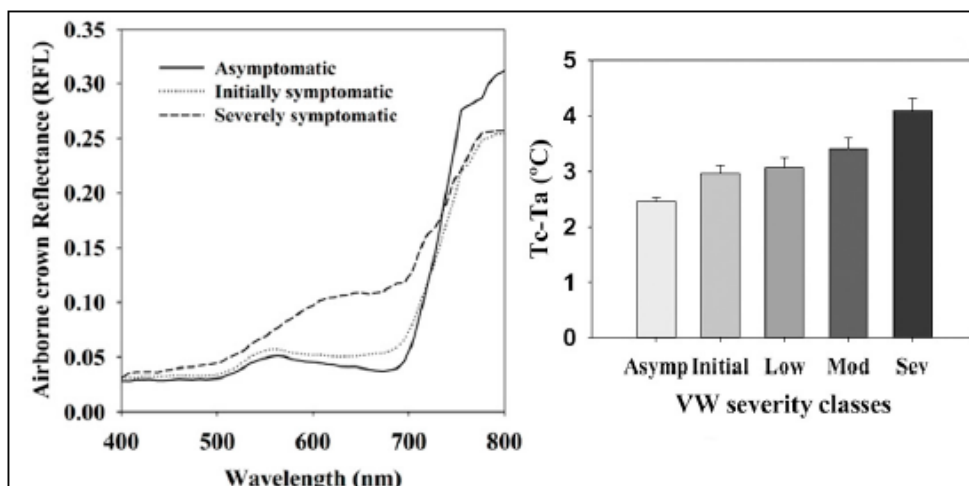 0.35
0.30
0.25
0.20
0.15
0.10
0.05
0.00
Airborne crown Reflectance (RFL)
Asymptomatic
Initially symptomatic
Severely symptomatic
400 500 600 700 800
Wavelength (nm)
5
4
3
2
1
0
Tc-Ta (ºC)
Asymp Initial Low Mod Sev
VW severity classes